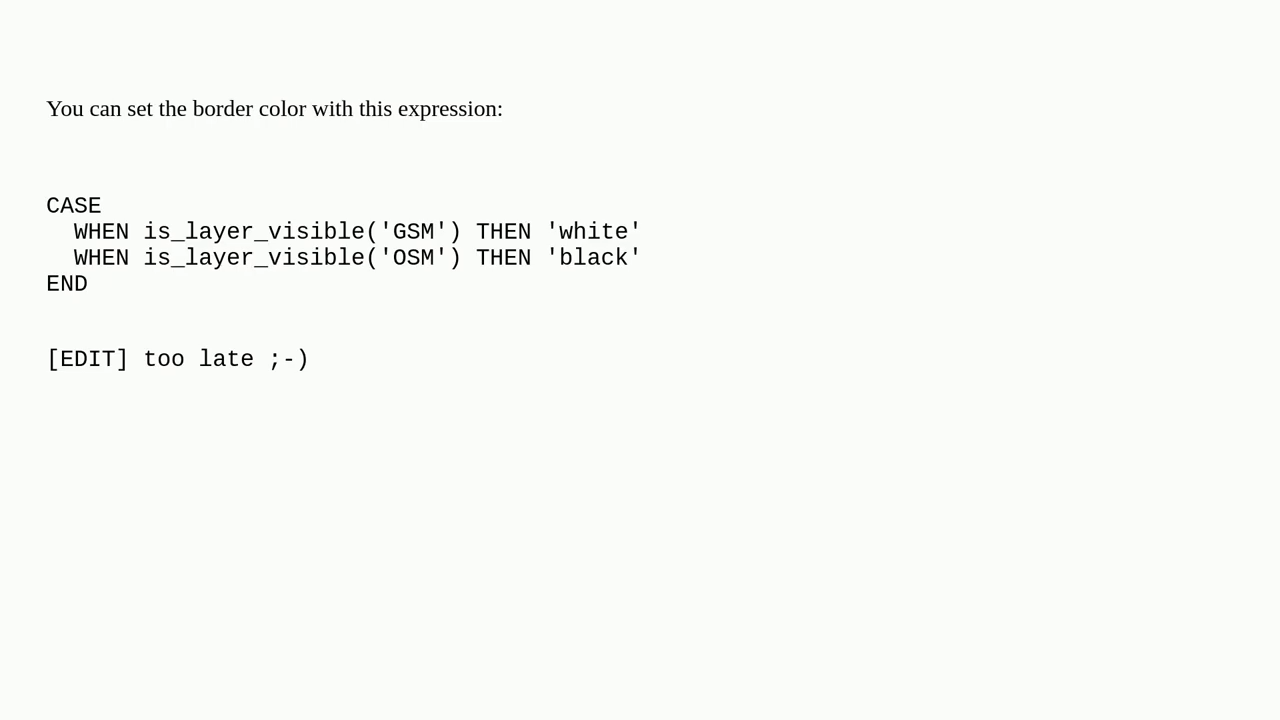 You can set the border color with this expression:
CASE
  WHEN is_layer_visible('GSM') THEN 'white'
  WHEN is_layer_visible('OSM') THEN 'black'
END
[EDIT] too late ;-)